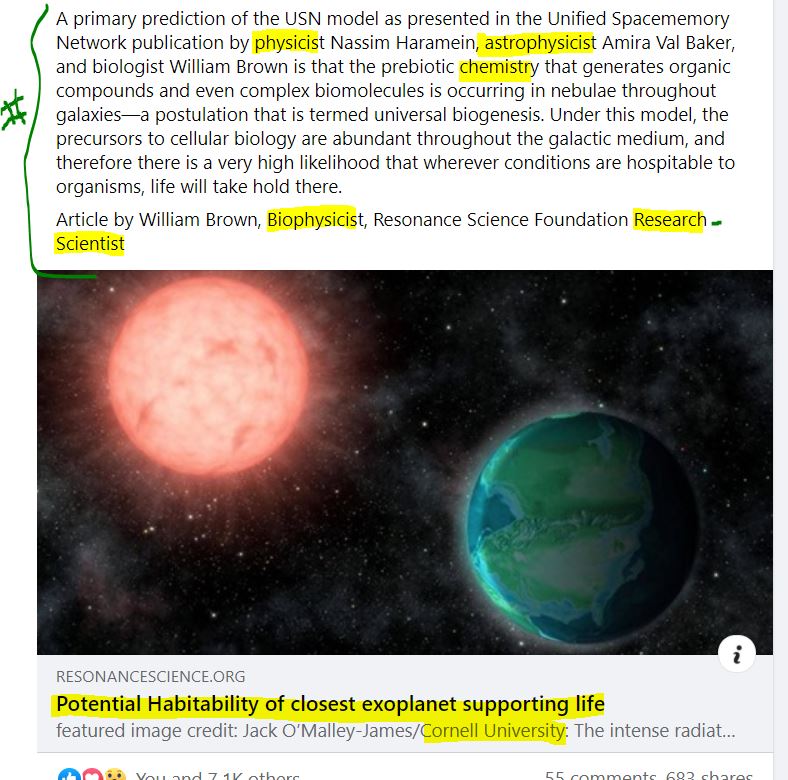 A primary prediction of the USN model as presented in the Unified Spacememory
Network publication by physicist Nassim Haramein, astrophysicist Amira Val Baker,
and biologist William Brown is that the prebiotic chemistry that generates organic
compounds and even complex biomolecules is occurring in nebulae throughout
galaxies—a postulation that is termed universal biogenesis. Under this model, the
precursors to cellular biology are abundant throughout the galactic medium, and
therefore there is a very high likelihood that wherever conditions are hospitable to
organisms, life will take hold there.
Article by William Brown, Biophysicist, Resonance Science Foundation Research -
Scientist
#
i
RESONANCESCIENCE.ORG
Potential Habitability of closest exoplanet supporting life
featured image credit: Jack O'Malley-James/Cornell University: The intense radiat...
You and 7.1K others
55 comments 683 shares